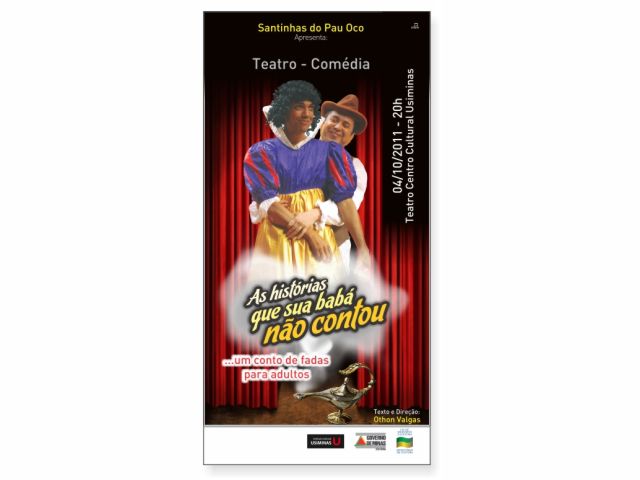 Santinhas do Pau Oco
Apresenta:
Teatro - Comédia
04/10/2011 - 20h
Teatro Centro Cultural Usiminas
As histórias
que sua babá
não contou
...um conto de fadas
para adultos
Texto e Direção:
Othon Valgas
USIMINAS U
GOVERNO
DE MINAS